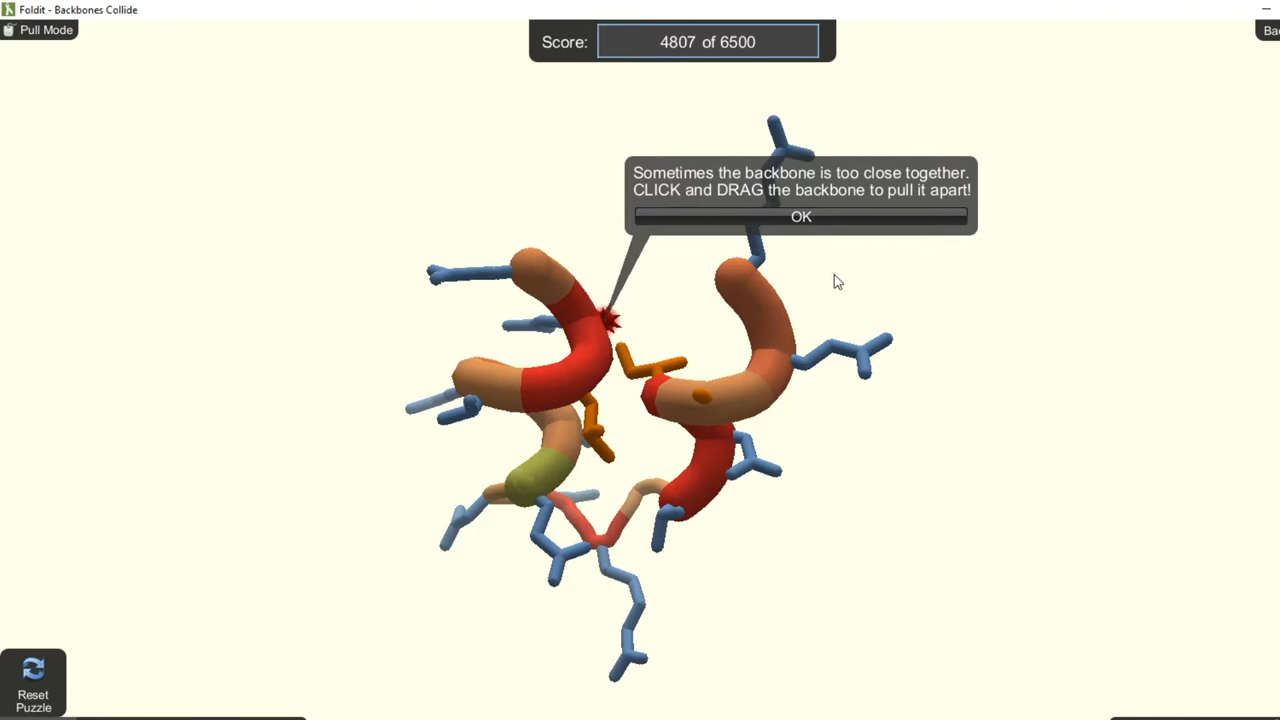 Foldit - Backbones Collide
Pull Mode
Score: 4807 of 6500
Sometimes the backbone is too close together.
CLICK and DRAG the backbone to pull it apart!
OK
Reset
Puzzle